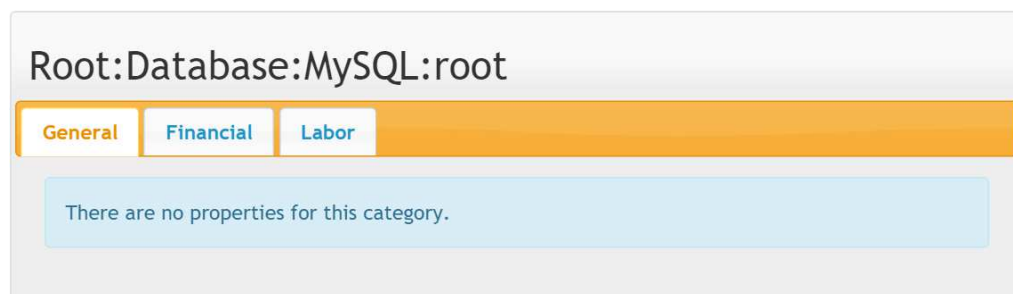 Root:Database:MySQL:root
General Financial Labor
There are no properties for this category.